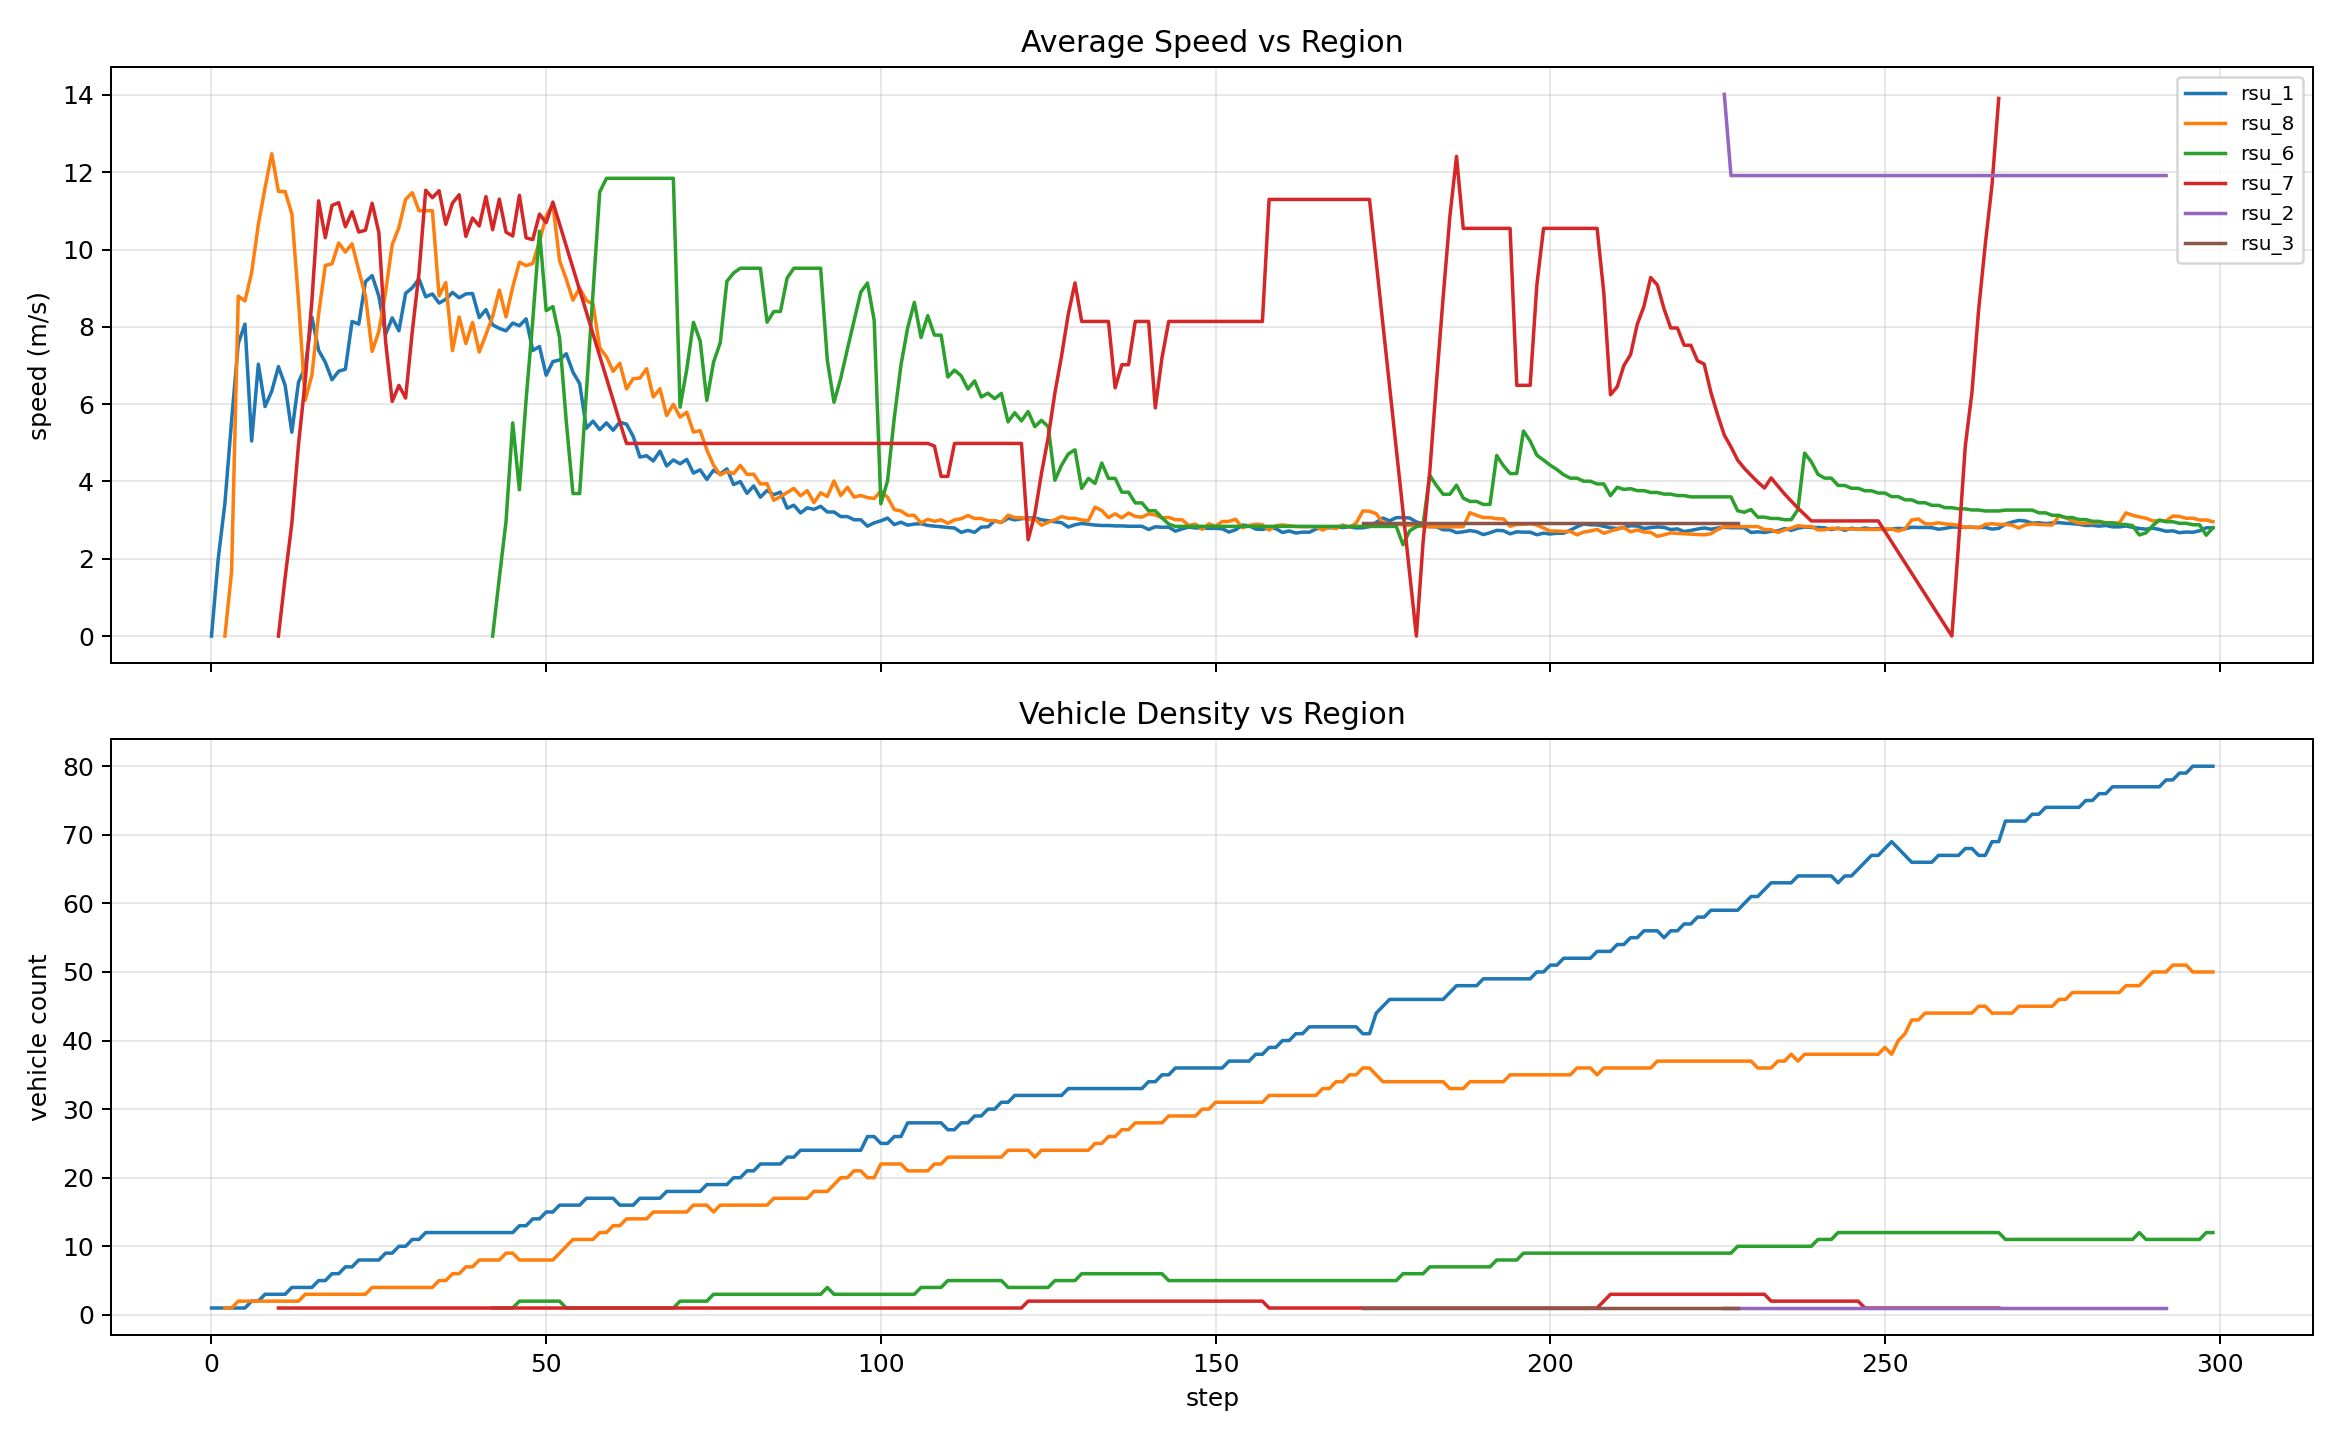 Average Speed vs Region
speed (m/s)
14
12
10
8
6
4
2
0
rsu_1
rsu_8
rsu_6
rsu_7
rsu_2
rsu_3
Vehicle Density vs Region
vehicle count
80
70
60
50
40
30
20
10
0
0 50 100 150 200 250 300
step